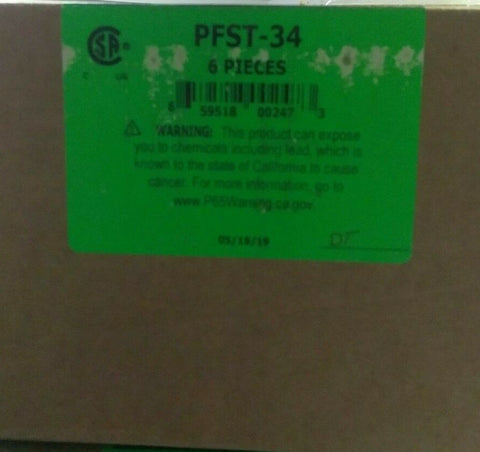 SA ®
C US
PFST-34
6 PIECES
6 59518 00247 3
WARNING: This product can expose
you to chemicals including lead, which is
known to the state of California to cause
cancer. For more information, go to
www.P65Warning.ca.gov.
05/18/19
DF